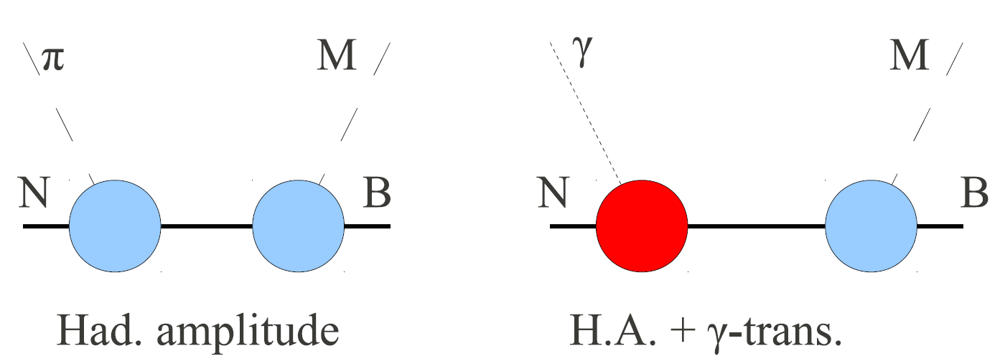 π M γ M
N B N B
Had. amplitude H.A. + γ-trans.